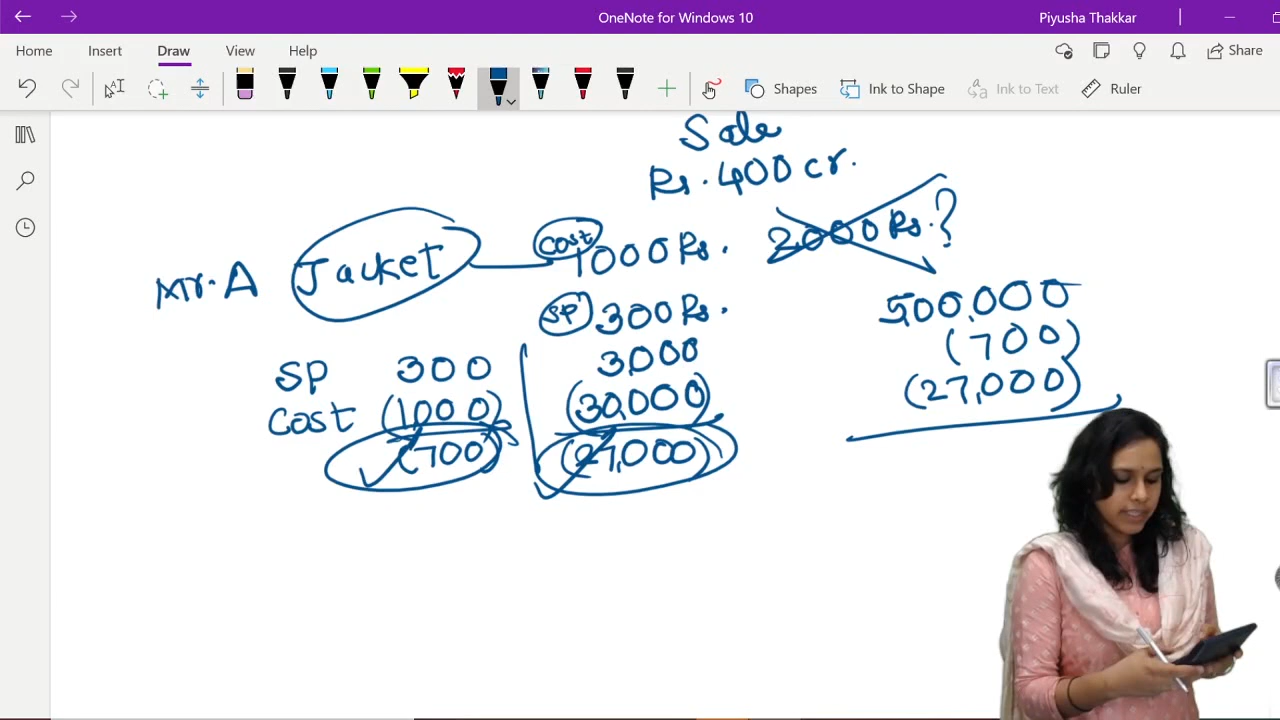 OneNote for Windows 10
Piyusha Thakkar
Home Insert Draw View Help
Share
Shapes Ink to Shape Ink to Text Ruler
Sale
Rs. 400 cr.
Mr. A Jacket cost 1000 Rs. 2000 Rs. ?
SP 300 Rs.
SP 300
Cost (1000)
(700)
3,000
(30,000)
(27,000)
500,000
(700)
(27,000)